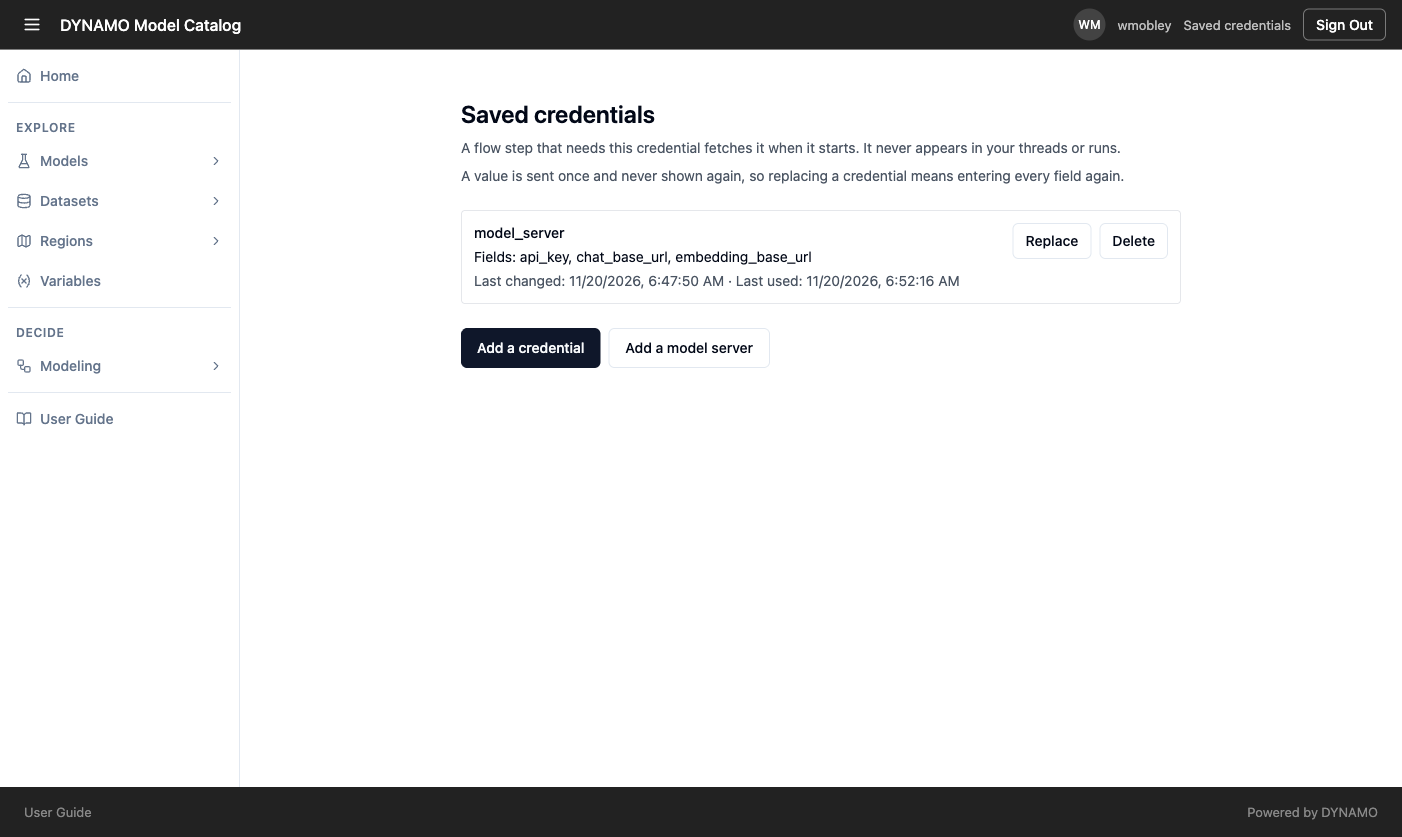 DYNAMO Model Catalog
WM
wmobley
Saved credentials
Sign Out
Home
EXPLORE
Models
Datasets
Regions
Variables
DECIDE
Modeling
User Guide
Saved credentials
A flow step that needs this credential fetches it when it starts. It never appears in your threads or runs.
A value is sent once and never shown again, so replacing a credential means entering every field again.
model_server
Fields: api_key, chat_base_url, embedding_base_url
Last changed: 11/20/2026, 6:47:50 AM · Last used: 11/20/2026, 6:52:16 AM
Replace
Delete
Add a credential
Add a model server
User Guide
Powered by DYNAMO